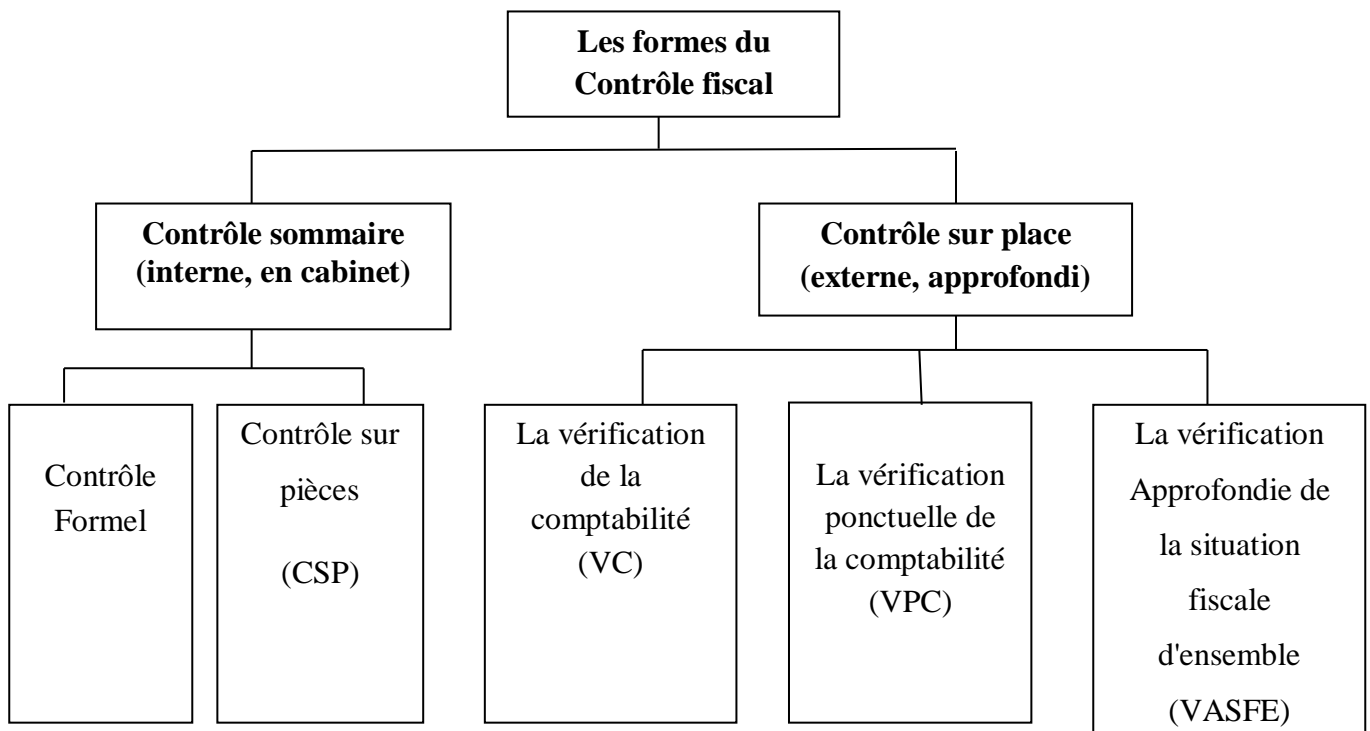 Les formes du
Contrôle fiscal
Contrôle sommaire
(interne, en cabinet)
Contrôle sur place
(externe, approfondi)
Contrôle
Formel
Contrôle sur
pièces
(CSP)
La vérification
de la
comptabilité
(VC)
La vérification
ponctuelle de
la comptabilité
(VPC)
La vérification
Approfondie de
la situation
fiscale
d'ensemble
(VASFE)